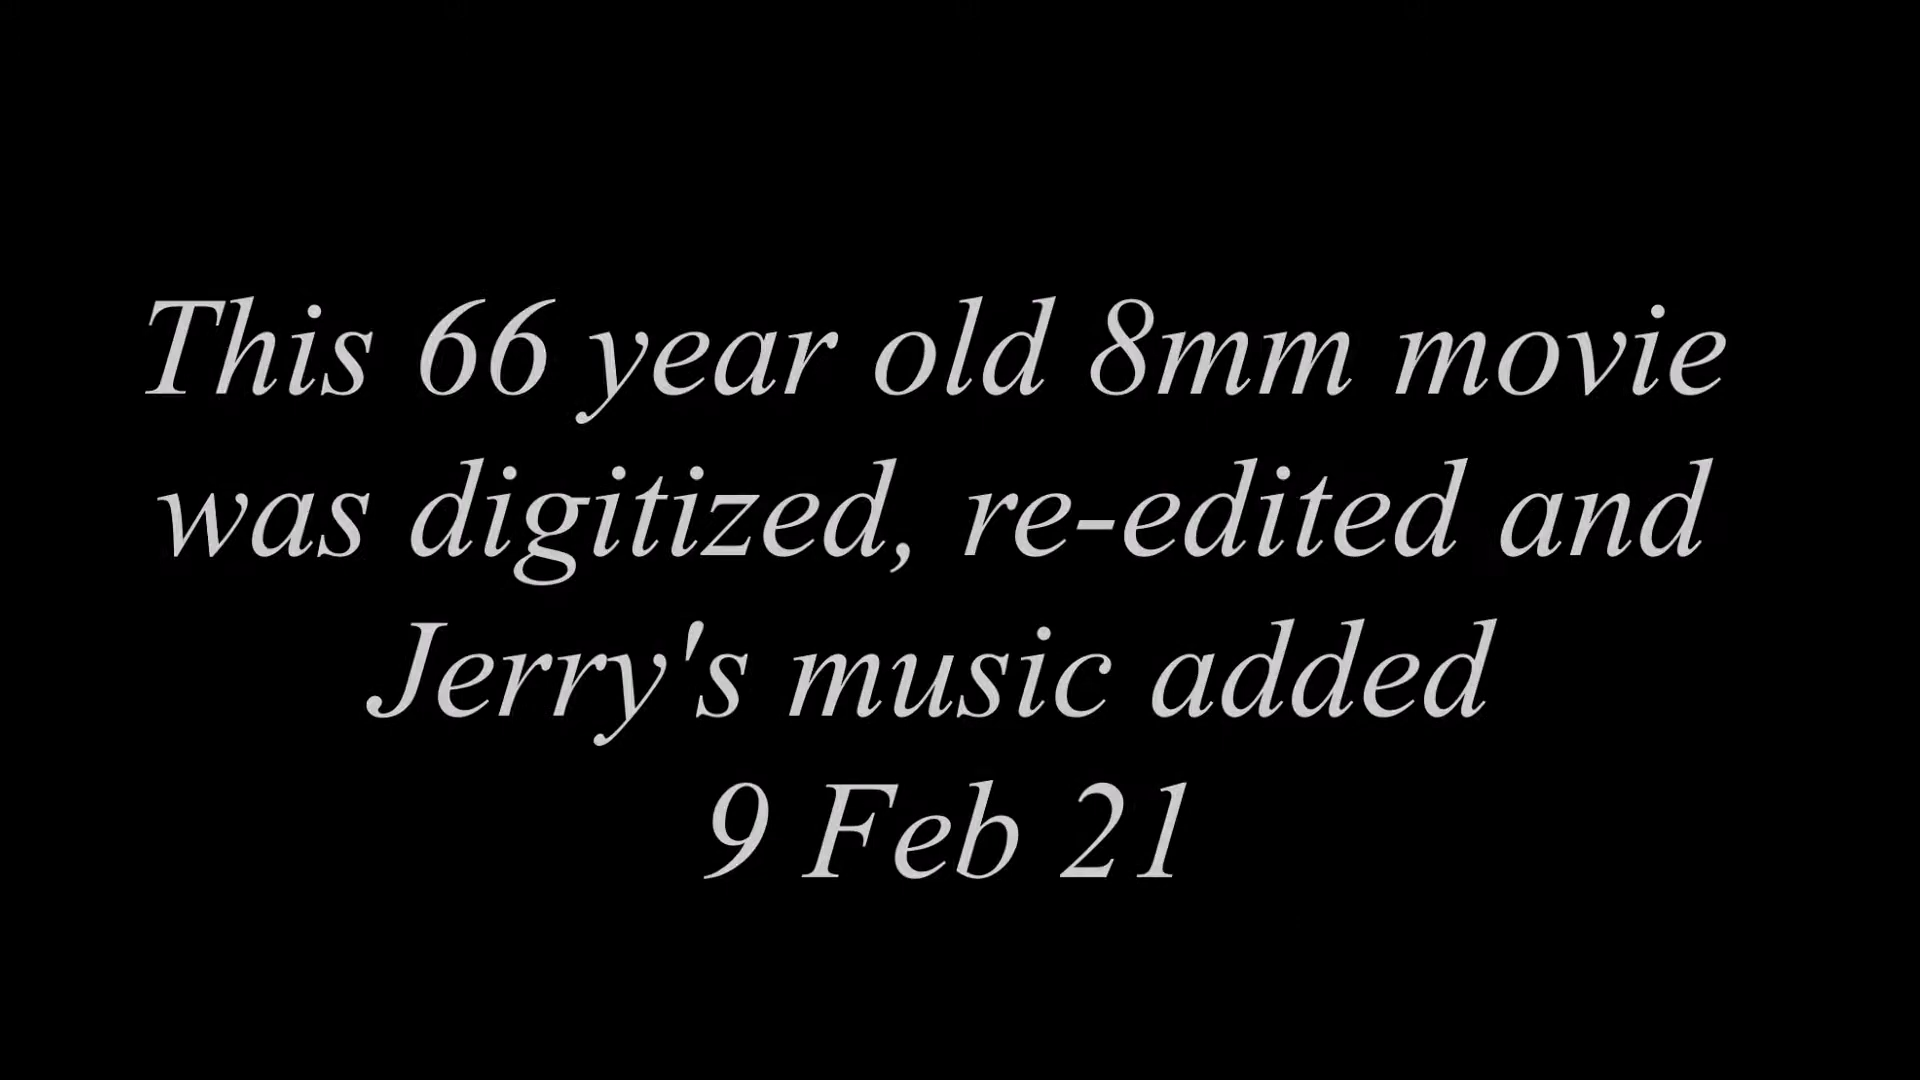 This 66 year old 8mm movie
was digitized, re-edited and
Jerry's music added
9 Feb 21